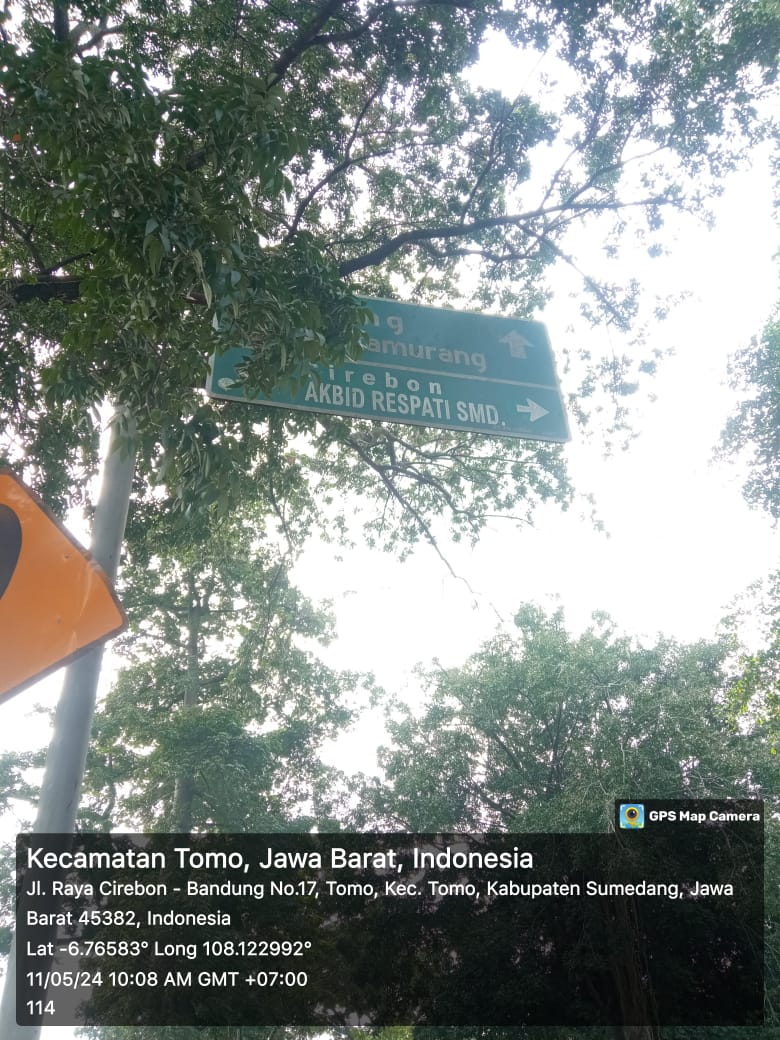 ng
amurang
irebon
AKBID RESPATI SMD.
GPS Map Camera
Kecamatan Tomo, Jawa Barat, Indonesia
Jl. Raya Cirebon - Bandung No.17, Tomo, Kec. Tomo, Kabupaten Sumedang, Jawa
Barat 45382, Indonesia
Lat -6.76583° Long 108.122992°
11/05/24 10:08 AM GMT +07:00
114